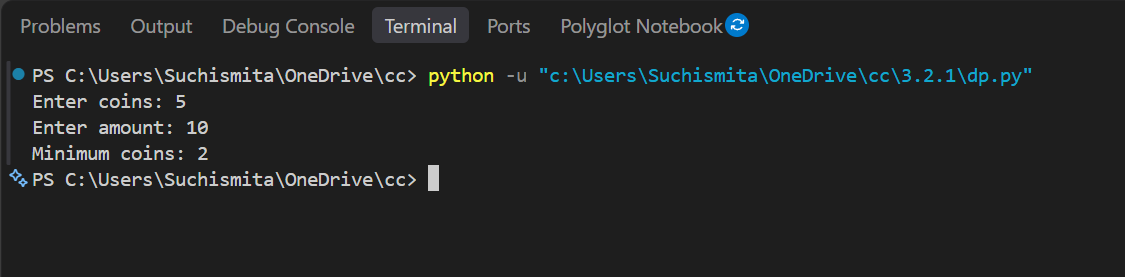 Problems Output Debug Console Terminal Ports Polyglot Notebook
PS C:\Users\Suchismita\OneDrive\cc> python -u "c:\Users\Suchismita\OneDrive\cc\3.2.1\dp.py"
Enter coins: 5
Enter amount: 10
Minimum coins: 2
PS C:\Users\Suchismita\OneDrive\cc>